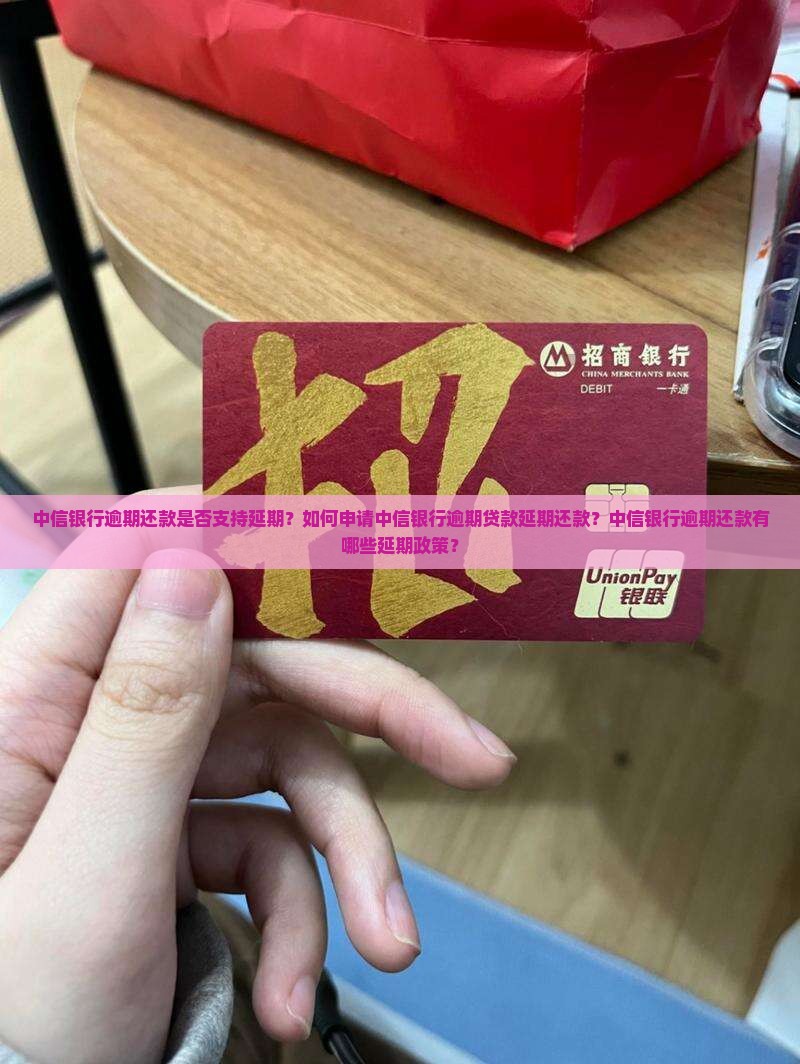 招
招商银行
CHINA MERCHANTS BANK
DEBIT 一卡通
中信银行逾期还款是否支持延期？如何申请中信银行逾期贷款延期还款？中信银行逾期还款有
哪些延期政策？
UnionPay
银联